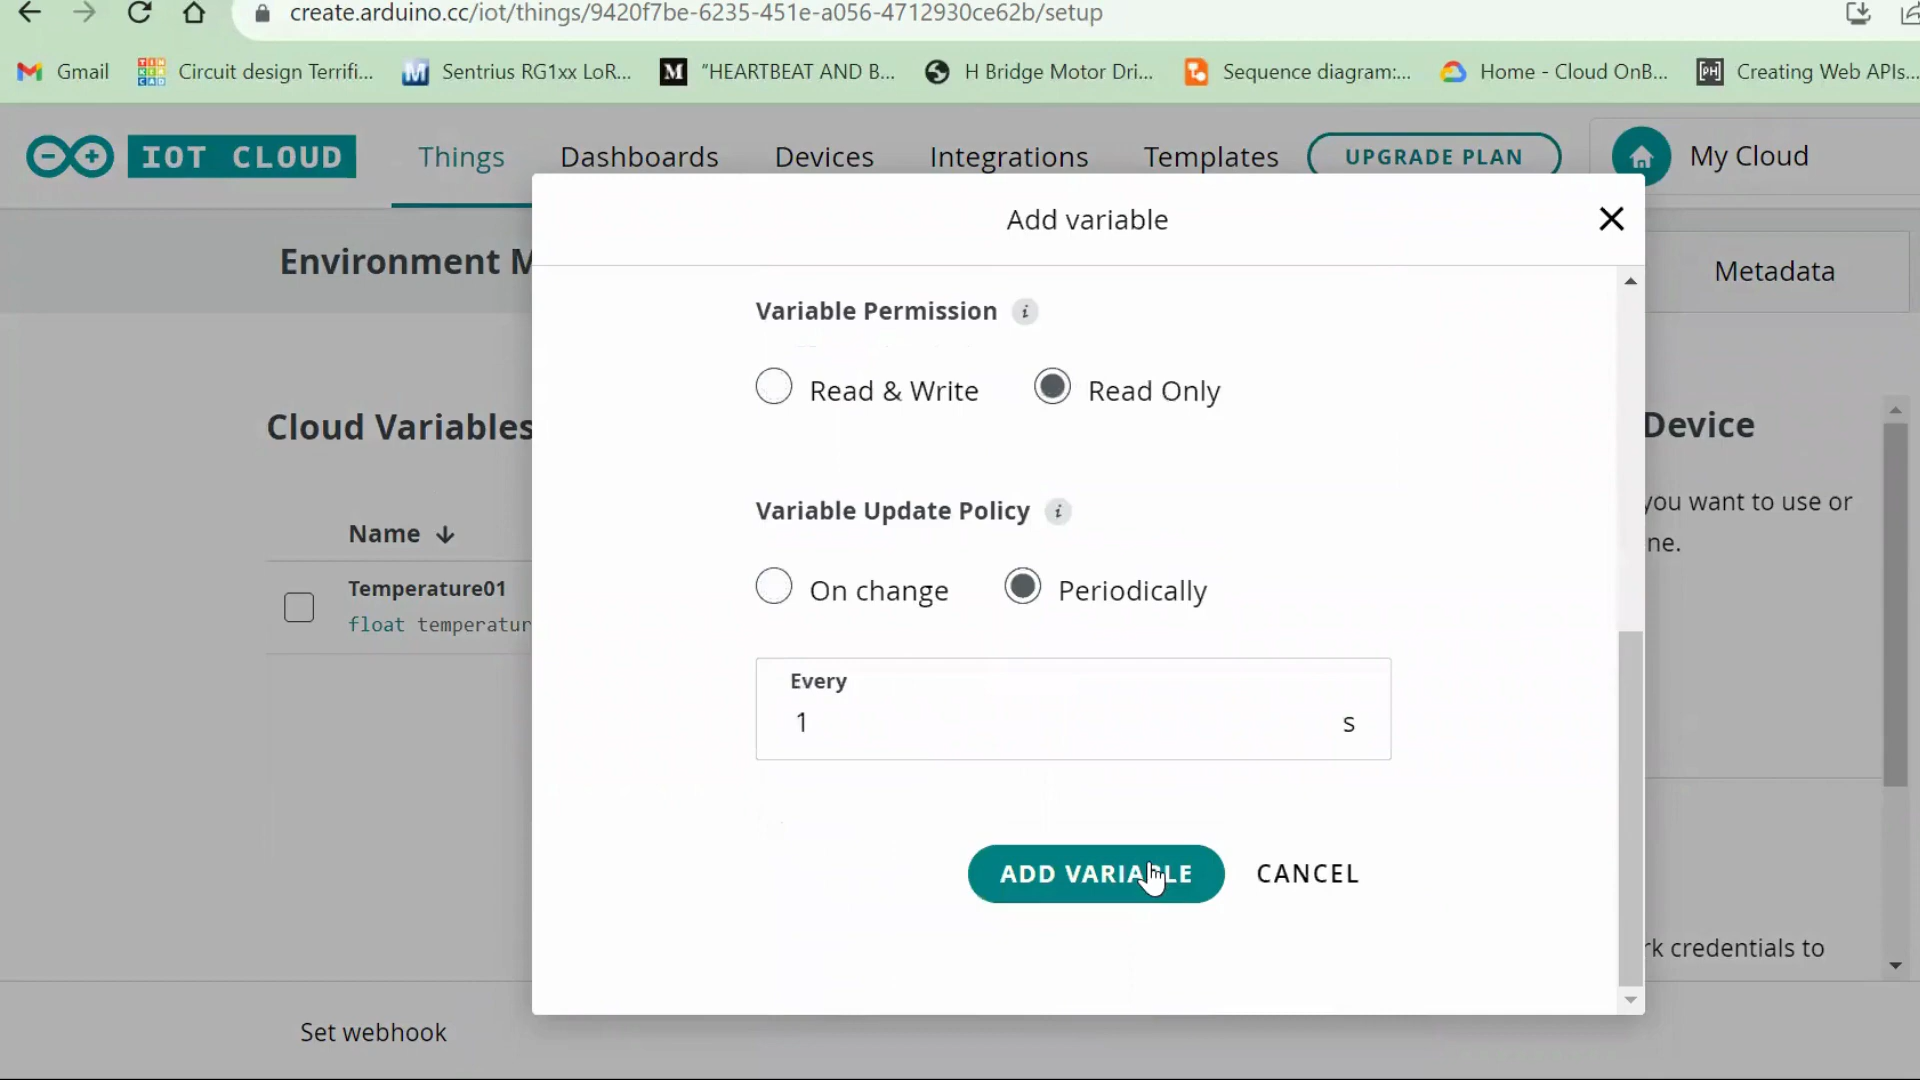 create.arduino.cc/iot/things/9420f7be-6235-451e-a056-4712930ce62b/setup
Gmail
Circuit design Terrifi...
Sentrius RG1xx LoR...
"HEARTBEAT AND B...
H Bridge Motor Dri...
Sequence diagram:...
Home - Cloud OnB...
Creating Web APIs...
IOT CLOUD
Things
Dashboards
Devices
Integrations
Templates
UPGRADE PLAN
My Cloud
Add variable
Environment M
Metadata
Variable Permission
Read & Write
Read Only
Cloud Variables
Device
you want to use or
ne.
Variable Update Policy
Name
On change
Periodically
Temperature01
float temperatur
Every
1 s
ADD VARIABLE
CANCEL
rk credentials to
Set webhook